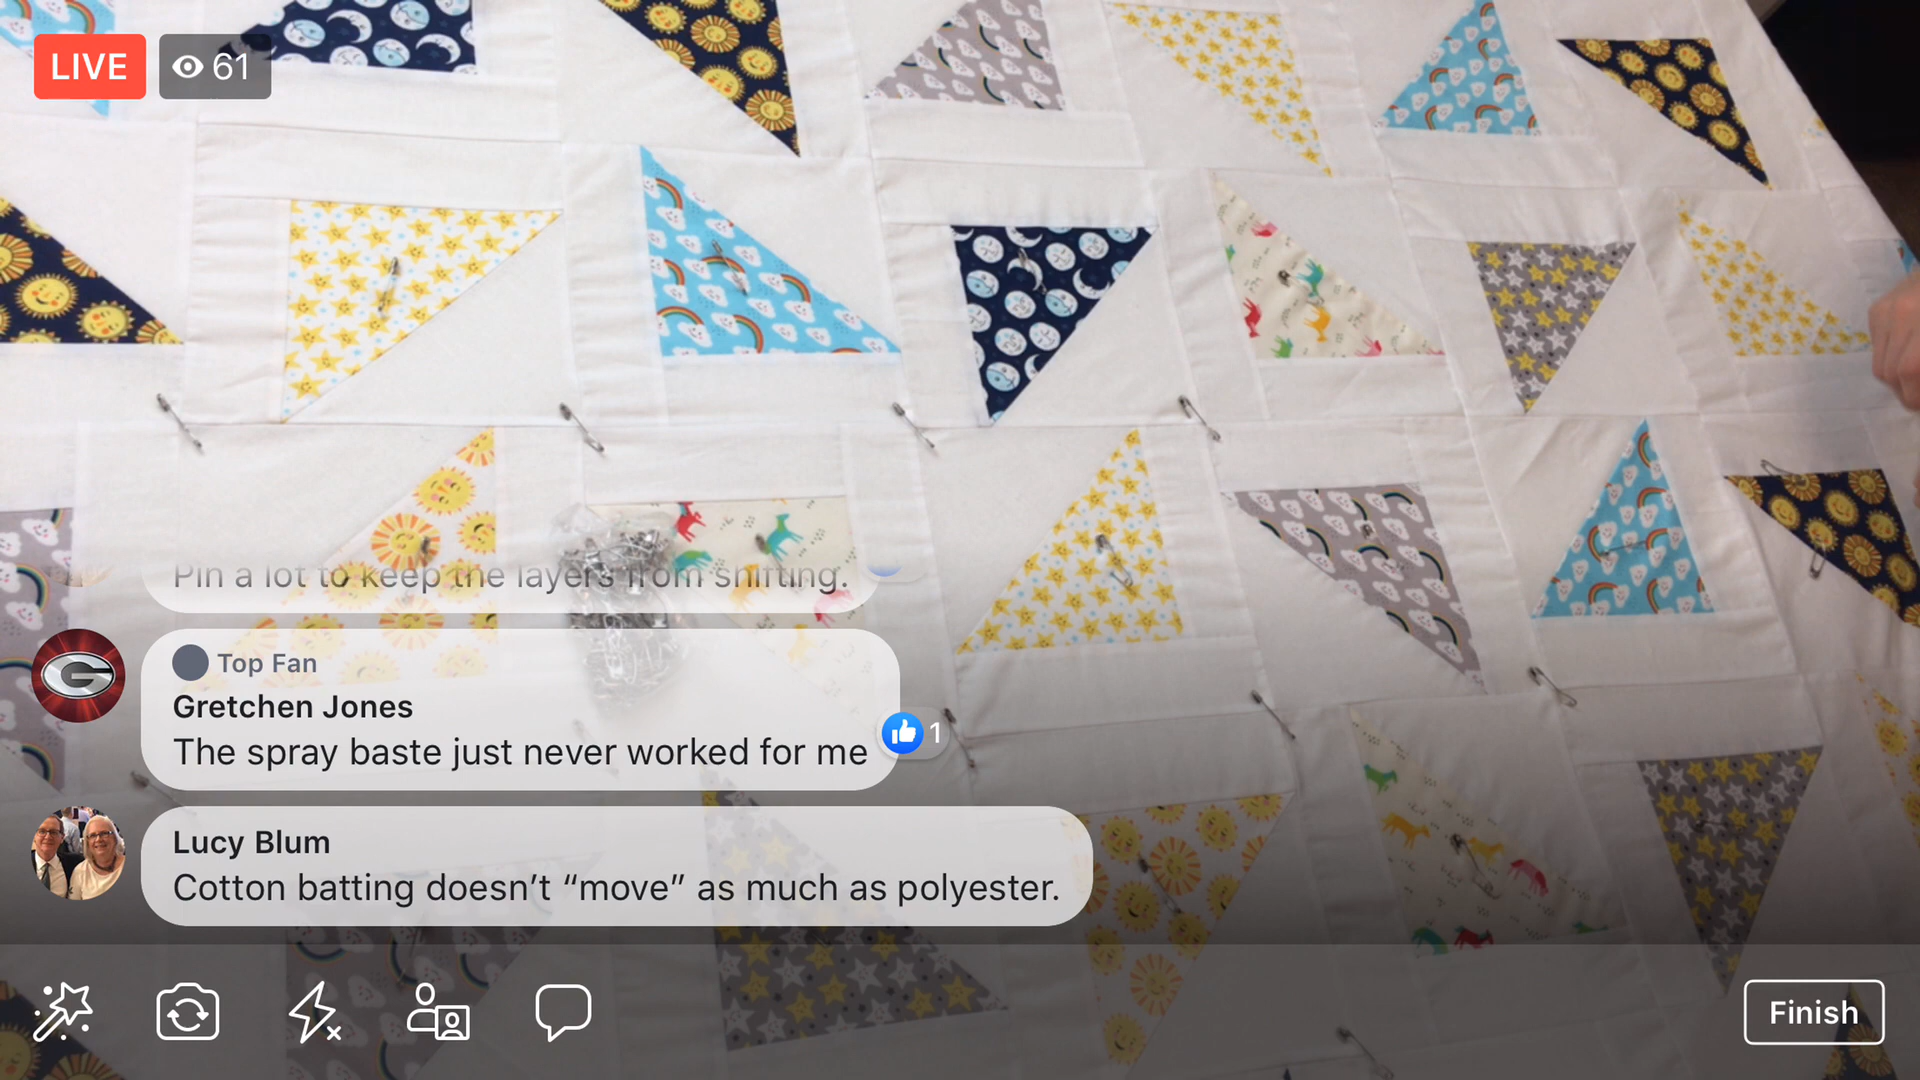 LIVE 61
Pin a lot to keep the layers from shifting.
G
Top Fan
Gretchen Jones
The spray baste just never worked for me
1
Lucy Blum
Cotton batting doesn’t “move” as much as polyester.
Finish